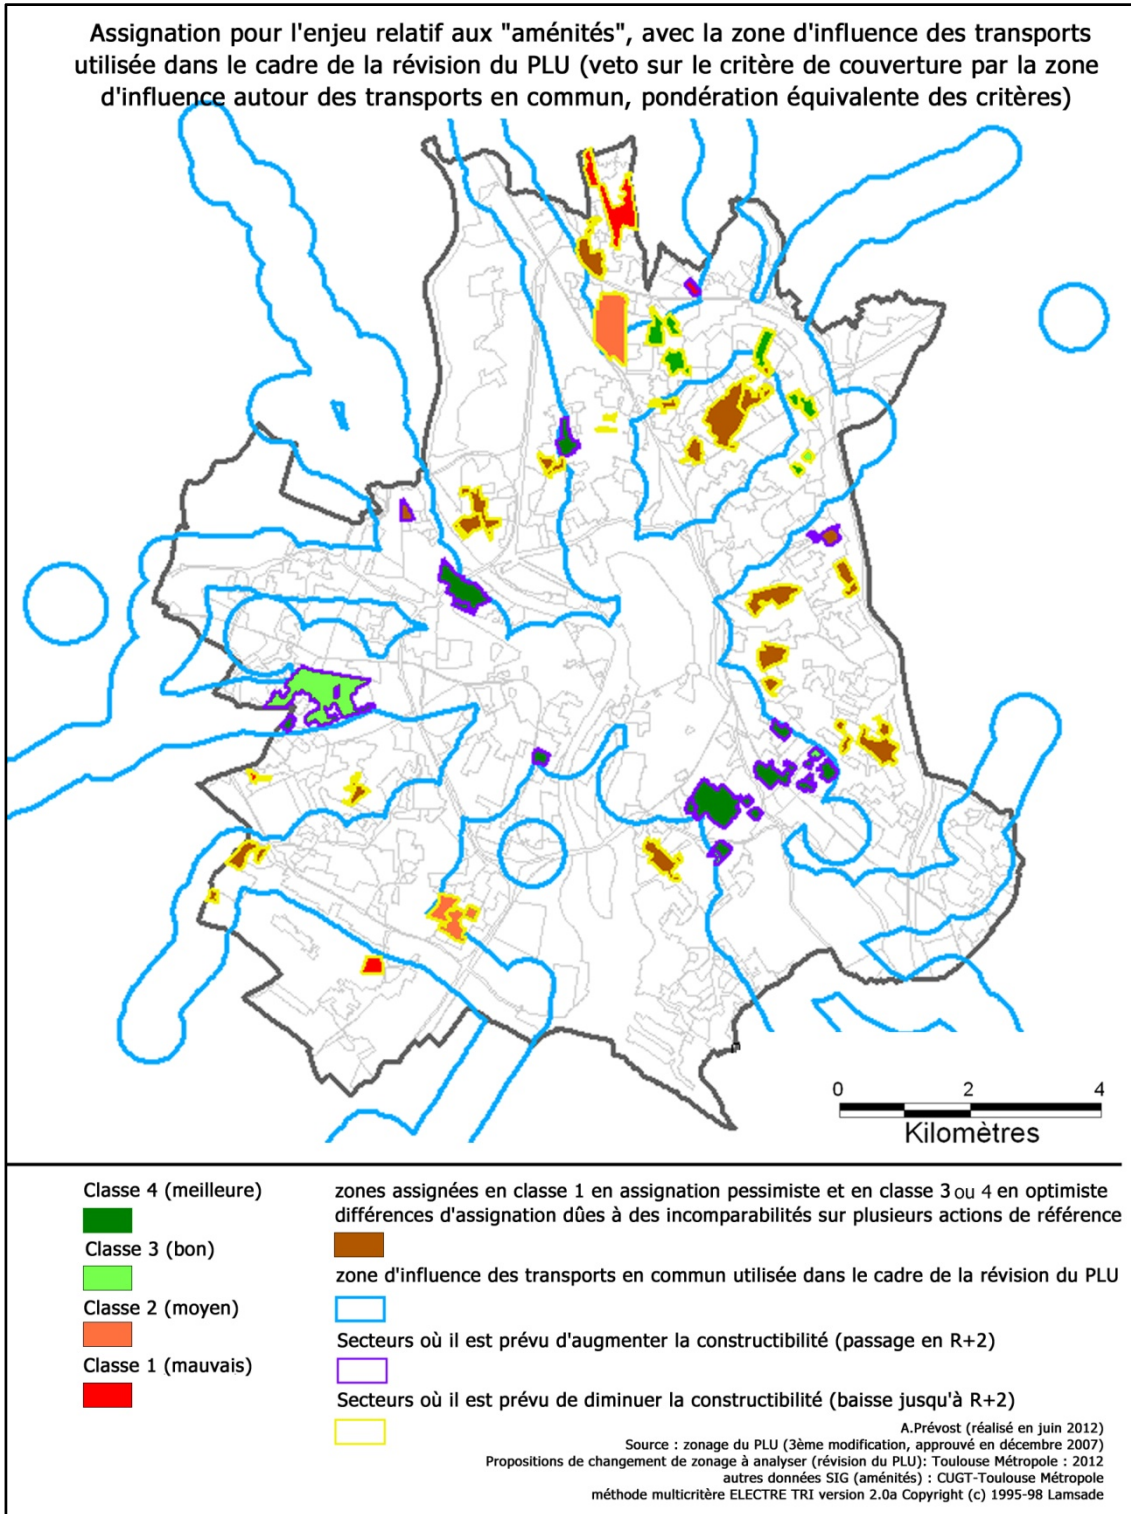 Assignation pour l'enjeu relatif aux "aménités", avec la zone d'influence des transports
utilisée dans le cadre de la révision du PLU (veto sur le critère de couverture par la zone
d'influence autour des transports en commun, pondération équivalente des critères)
0 2 4
Kilomètres
Classe 4 (meilleure)
Classe 3 (bon)
Classe 2 (moyen)
Classe 1 (mauvais)
zones assignées en classe 1 en assignation pessimiste et en classe 3 ou 4 en optimiste
différences d'assignation dûes à des incomparabilités sur plusieurs actions de référence
zone d'influence des transports en commun utilisée dans le cadre de la révision du PLU
Secteurs où il est prévu d'augmenter la constructibilité (passage en R+2)
Secteurs où il est prévu de diminuer la constructibilité (baisse jusqu'à R+2)
A.Prévost (réalisé en juin 2012)
Source : zonage du PLU (3ème modification, approuvé en décembre 2007)
Propositions de changement de zonage à analyser (révision du PLU): Toulouse Métropole : 2012
autres données SIG (aménités) : CUGT-Toulouse Métropole
méthode multicritère ELECTRE TRI version 2.0a Copyright (c) 1995-98 Lamsade